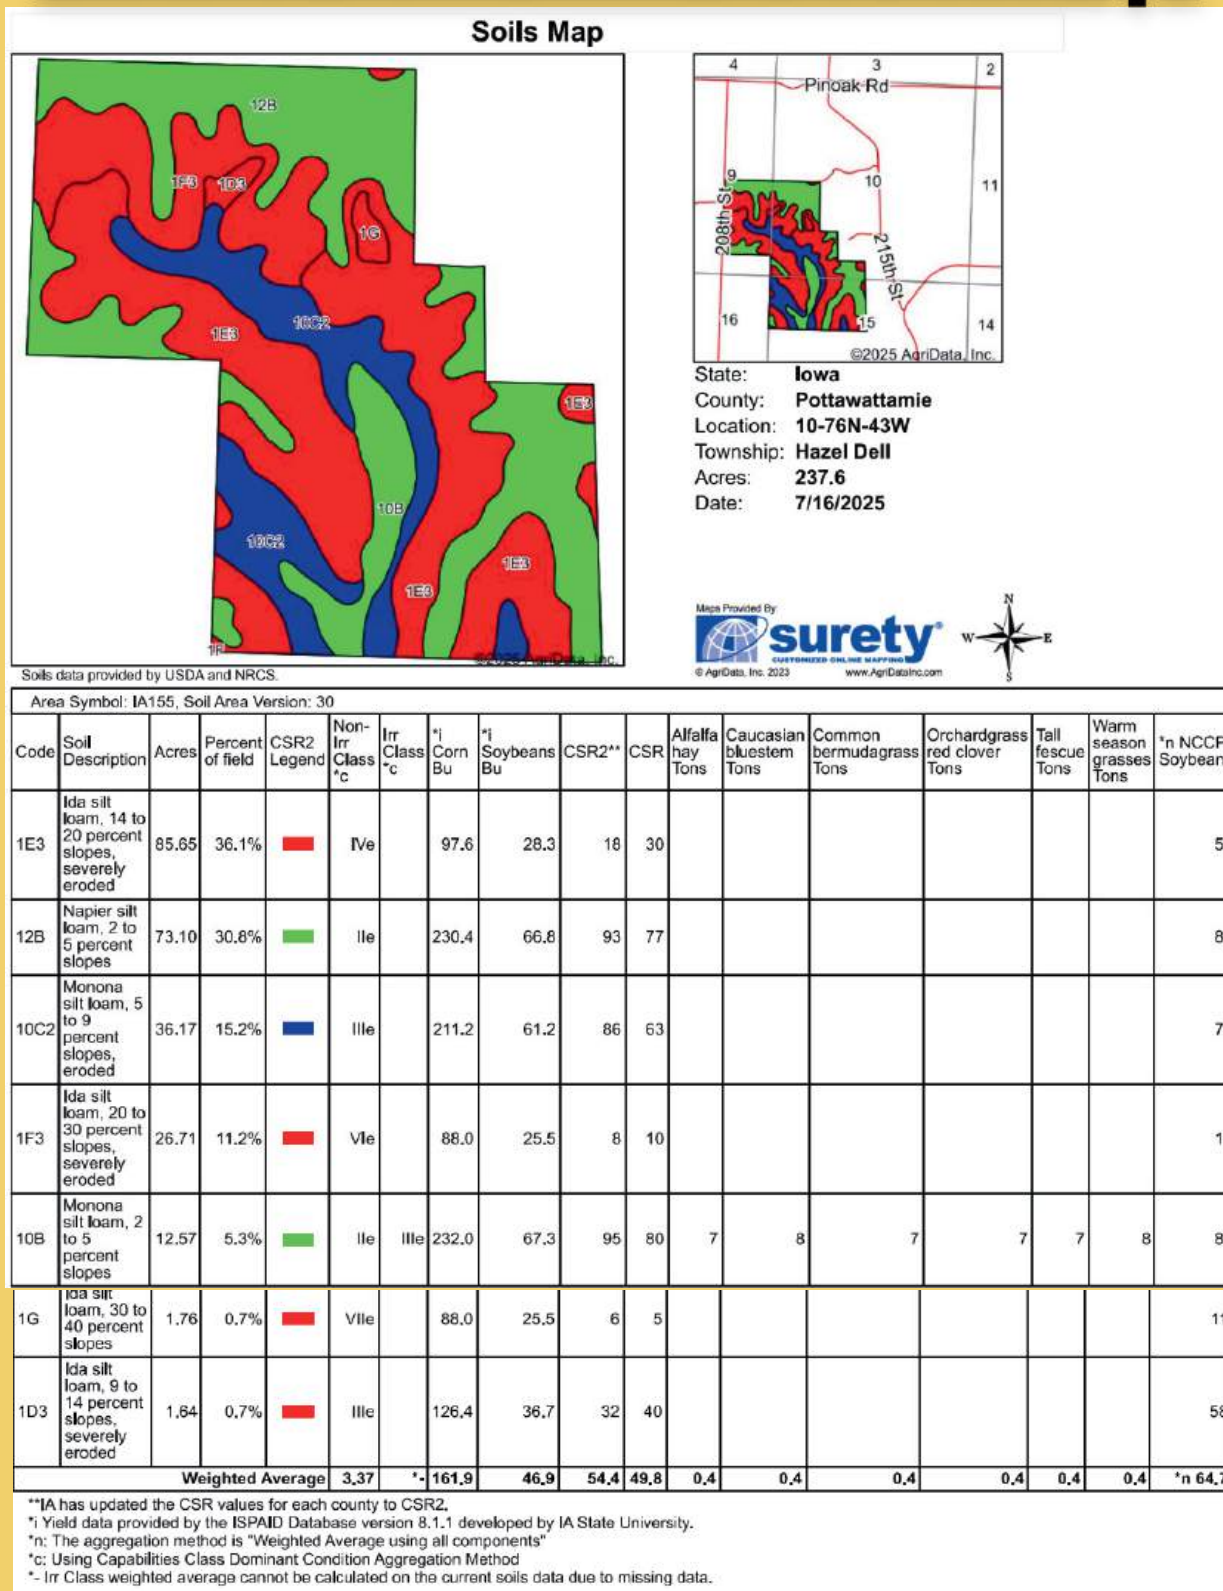 Soils Map
12B
1F3
1D3
1G
10C2
1E3
1E3
10B
10C2
1E3
1E3
1F
©2025 AgriData, Inc.
Soils data provided by USDA and NRCS.
4
3
2
Pinoak Rd
9
10
11
208th St
215th St
16
15
14
©2025 AgriData, Inc.
State: Iowa
County: Pottawattamie
Location: 10-76N-43W
Township: Hazel Dell
Acres: 237.6
Date: 7/16/2025
Maps Provided By:
surety®
CUSTOMIZED ONLINE MAPPING
© AgriData, Inc. 2023 www.AgriDataInc.com
N
W E
S
Area Symbol: IA155, Soil Area Version: 30
Code Soil Description Acres Percent of field CSR2 Legend Non-Irr Class *c Irr Class *c *i Corn Bu *i Soybeans Bu CSR2** CSR Alfalfa hay Tons Caucasian bluestem Tons Common bermudagrass Tons Orchardgrass red clover Tons Tall fescue Tons Warm season grasses Tons *n NCCP Soybean
1E3 Ida silt loam, 14 to 20 percent slopes, severely eroded 85.65 36.1% IVe 97.6 28.3 18 30 5
12B Napier silt loam, 2 to 5 percent slopes 73.10 30.8% IIe 230.4 66.8 93 77 8
10C2 Monona silt loam, 5 to 9 percent slopes, eroded 36.17 15.2% IIIe 211.2 61.2 86 63 7
1F3 Ida silt loam, 20 to 30 percent slopes, severely eroded 26.71 11.2% VIe 88.0 25.5 8 10 1
10B Monona silt loam, 2 to 5 percent slopes 12.57 5.3% IIe IIIe 232.0 67.3 95 80 7 8 7 7 7 8 8
1G Ida silt loam, 30 to 40 percent slopes 1.76 0.7% VIIe 88.0 25.5 6 5 11
1D3 Ida silt loam, 9 to 14 percent slopes, severely eroded 1.64 0.7% IIIe 126.4 36.7 32 40 58
Weighted Average 3.37 *- 161.9 46.9 54.4 49.8 0.4 0.4 0.4 0.4 0.4 0.4 *n 64.7
**IA has updated the CSR values for each county to CSR2.
*i Yield data provided by the ISPAID Database version 8.1.1 developed by IA State University.
*n: The aggregation method is "Weighted Average using all components"
*c: Using Capabilities Class Dominant Condition Aggregation Method
*- Irr Class weighted average cannot be calculated on the current soils data due to missing data.